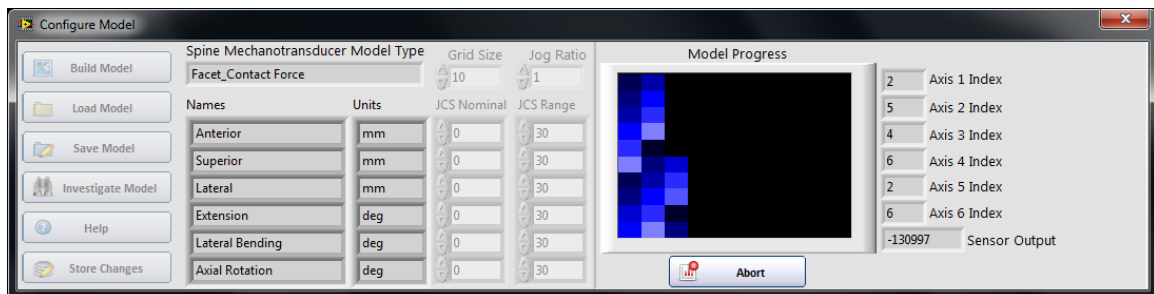 Configure Model
Build Model
Load Model
Save Model
Investigate Model
Help
Store Changes
Spine Mechanotransducer Model Type
Grid Size
Jog Ratio
Facet_Contact Force
10
1
Names
Units
JCS Nominal
JCS Range
Anterior
mm
0
30
Superior
mm
0
30
Lateral
mm
0
30
Extension
deg
0
30
Lateral Bending
deg
0
30
Axial Rotation
deg
0
30
Model Progress
2 Axis 1 Index
5 Axis 2 Index
4 Axis 3 Index
6 Axis 4 Index
2 Axis 5 Index
6 Axis 6 Index
-130997 Sensor Output
Abort